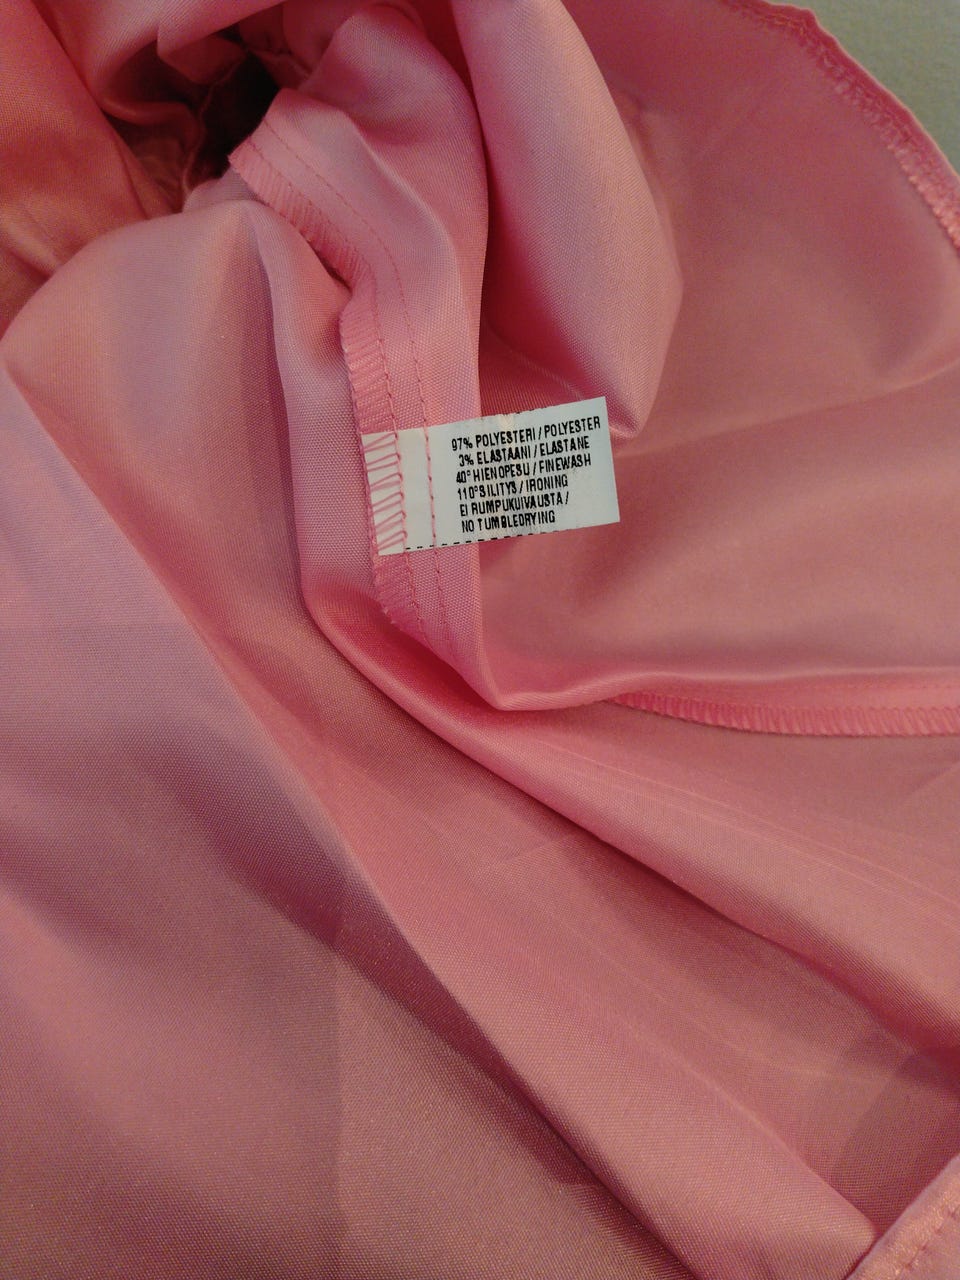 97% POLYESTERI / POLYESTER
3% ELASTAANI / ELASTANE
40° HIENOPESU / FINEWASH
110° SILITYS / IRONING
EI RUMPUKUIVAUSTA /
NO TUMBLEDRYING